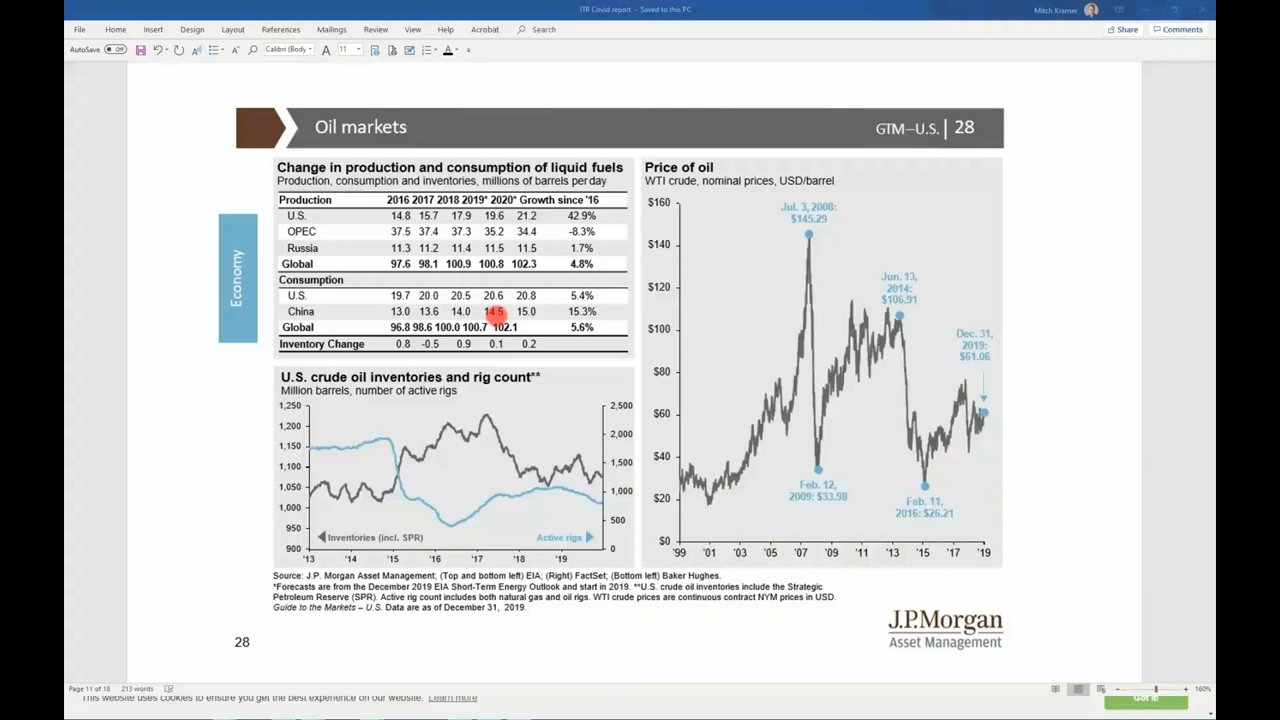 ITR Covid report - Saved to this PC
Mitch Kramer
File Home Insert Design Layout References Mailings Review View Help Acrobat Search
Share Comments
AutoSave Off
Calibri (Body 11
Oil markets
GTM–U.S. | 28
Economy
Change in production and consumption of liquid fuels
Production, consumption and inventories, millions of barrels per day
Production 2016 2017 2018 2019* 2020* Growth since '16
U.S. 14.8 15.7 17.9 19.6 21.2 42.9%
OPEC 37.5 37.4 37.3 35.2 34.4 -8.3%
Russia 11.3 11.2 11.4 11.5 11.5 1.7%
Global 97.6 98.1 100.9 100.8 102.3 4.8%
Consumption
U.S. 19.7 20.0 20.5 20.6 20.8 5.4%
China 13.0 13.6 14.0 14.5 15.0 15.3%
Global 96.8 98.6 100.0 100.7 102.1 5.6%
Inventory Change 0.8 -0.5 0.9 0.1 0.2
U.S. crude oil inventories and rig count**
Million barrels, number of active rigs
1,250
1,200
1,150
1,100
1,050
1,000
950
900
2,500
2,000
1,500
1,000
500
0
Inventories (incl. SPR)
Active rigs
'13 '14 '15 '16 '17 '18 '19
Price of oil
WTI crude, nominal prices, USD/barrel
$160
$140
$120
$100
$80
$60
$40
$20
$0
Jul. 3, 2008:
$145.29
Jun. 13,
2014:
$106.91
Dec. 31,
2019:
$61.06
Feb. 12,
2009: $33.98
Feb. 11,
2016: $26.21
'99 '01 '03 '05 '07 '09 '11 '13 '15 '17 '19
Source: J.P. Morgan Asset Management; (Top and bottom left) EIA; (Right) FactSet; (Bottom left) Baker Hughes.
*Forecasts are from the December 2019 EIA Short-Term Energy Outlook and start in 2019. **U.S. crude oil inventories include the Strategic
Petroleum Reserve (SPR). Active rig count includes both natural gas and oil rigs. WTI crude prices are continuous contract NYM prices in USD.
Guide to the Markets – U.S. Data are as of December 31, 2019.
J.P.Morgan
Asset Management
28
Page 11 of 18 213 words
160%
This website uses cookies to ensure you get the best experience on our website. Learn more
Got it!